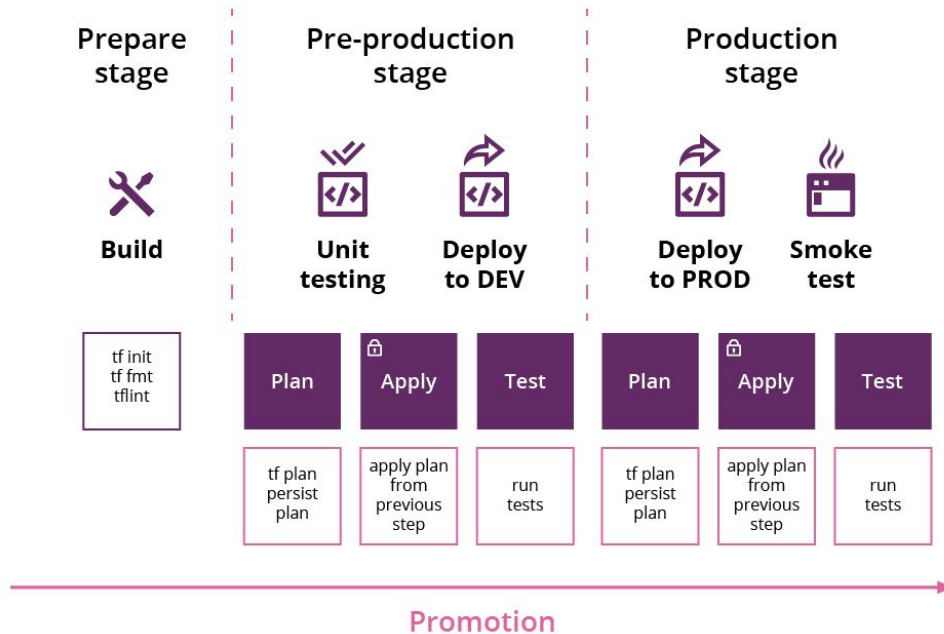 Prepare
stage
Pre-production
stage
Production
stage
</>
</>
</>
Build
Unit
testing
Deploy
to DEV
Deploy
to PROD
Smoke
test
tf init
tf fmt
tflint
Plan
Apply
Test
Plan
Apply
Test
tf plan
persist
plan
apply plan
from
previous
step
run
tests
tf plan
persist
plan
apply plan
from
previous
step
run
tests
Promotion